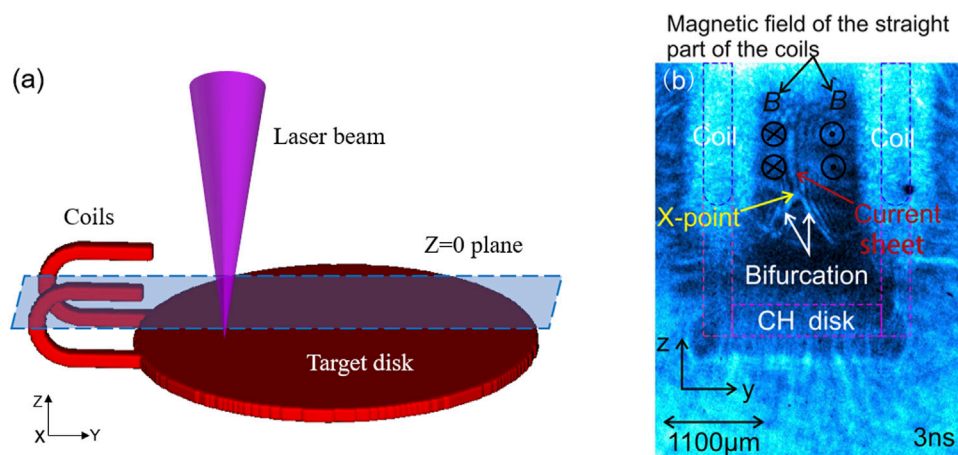 (a)
Laser beam
Coils
Z=0 plane
Target disk
Z
X
Y
Magnetic field of the straight
part of the coils
(b)
B
B
Coil
Coil
X-point
Current
sheet
Bifurcation
CH disk
z
y
1100μm
3ns